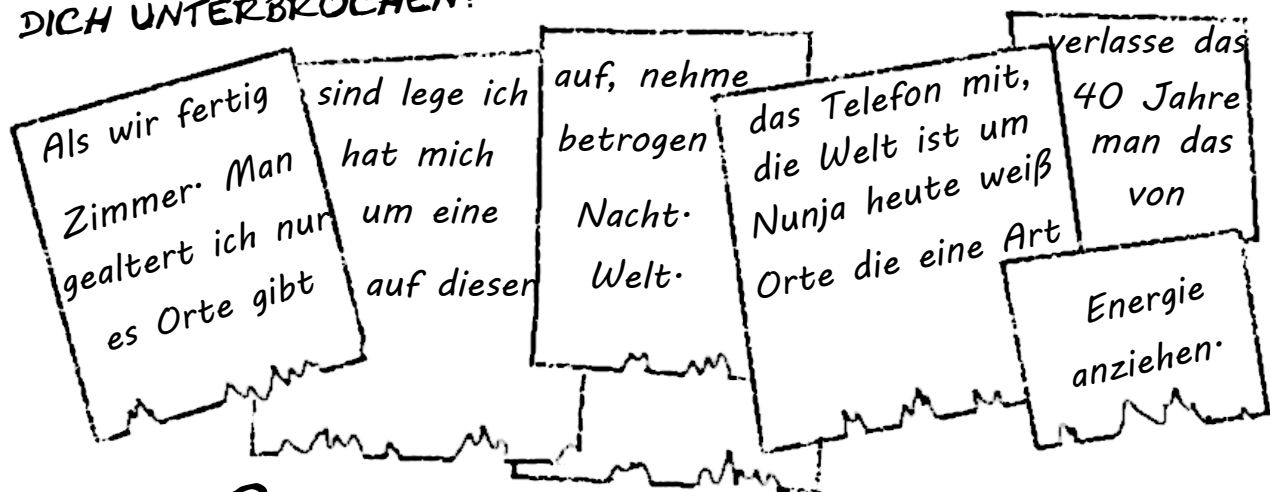 DICH UNTERBROCHEN!
Als wir fertig sind lege ich auf, nehme das Telefon mit, verlasse das
Zimmer. Man hat mich betrogen die Welt ist um 40 Jahre
gealtert ich nur um eine Nacht. Nunja heute weiß man das
es Orte gibt auf dieser Welt. Orte die eine Art von
Energie
anziehen.